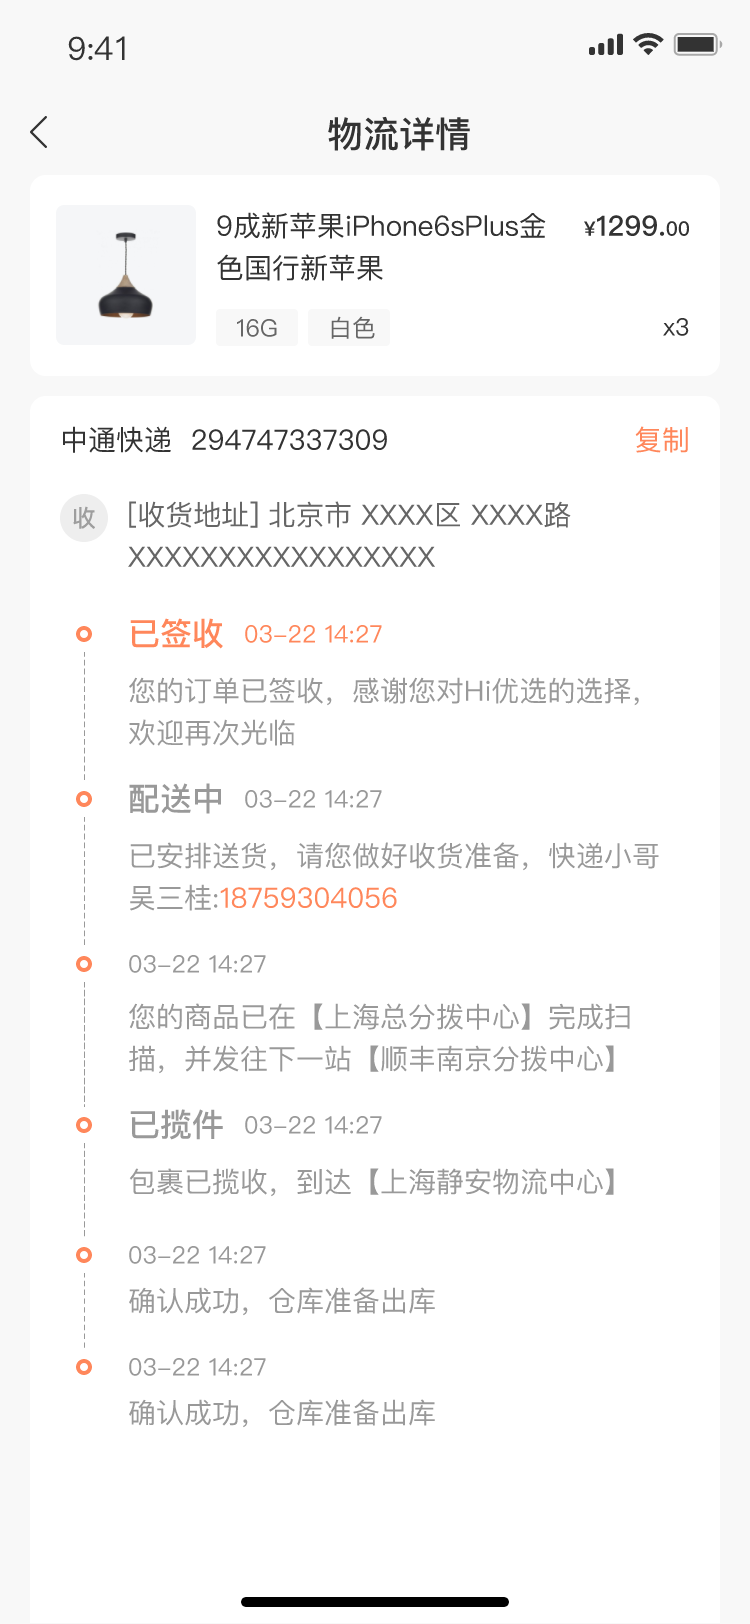 9:41
物流详情
9成新苹果iPhone6sPlus金 ¥1299.00
色国行新苹果
16G 白色 x3
中通快递 294747337309 复制
收 [收货地址] 北京市 XXXX区 XXXX路
XXXXXXXXXXXXXXXXX
已签收 03-22 14:27
您的订单已签收，感谢您对Hi优选的选择，
欢迎再次光临
配送中 03-22 14:27
已安排送货，请您做好收货准备，快递小哥
吴三桂:18759304056
03-22 14:27
您的商品已在【上海总分拨中心】完成扫
描，并发往下一站【顺丰南京分拨中心】
已揽件 03-22 14:27
包裹已揽收，到达【上海静安物流中心】
03-22 14:27
确认成功，仓库准备出库
03-22 14:27
确认成功，仓库准备出库